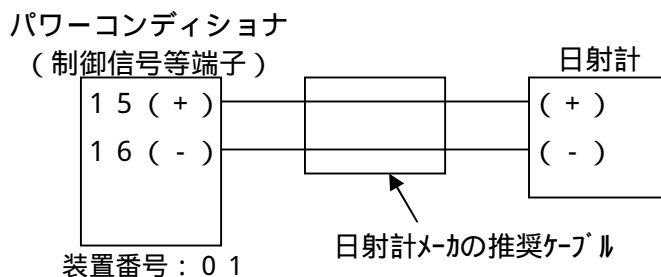 パワーコンディショナ
（制御信号等端子）
日射計
１５（＋）
（＋）
１６（－）
（－）
日射計ﾒｰｶの推奨ｹｰﾌﾞﾙ
装置番号：０１